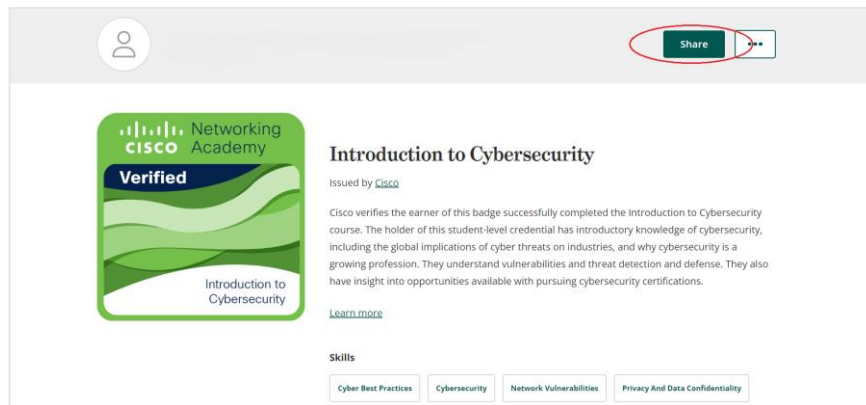 Share
•••
Networking
CISCO Academy
Verified
Introduction to
Cybersecurity
Introduction to Cybersecurity
Issued by Cisco
Cisco verifies the earner of this badge successfully completed the Introduction to Cybersecurity
course. The holder of this student-level credential has introductory knowledge of cybersecurity,
including the global implications of cyber threats on industries, and why cybersecurity is a
growing profession. They understand vulnerabilities and threat detection and defense. They also
have insight into opportunities available with pursuing cybersecurity certifications.
Learn more
Skills
Cyber Best Practices
Cybersecurity
Network Vulnerabilities
Privacy And Data Confidentiality